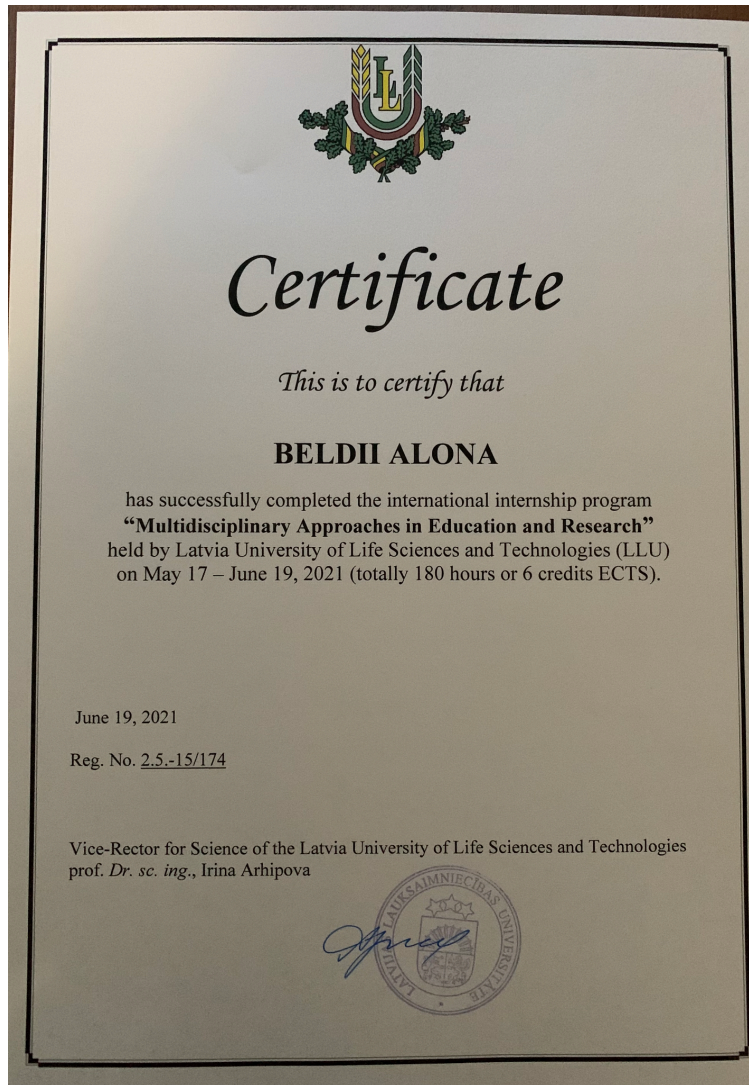 LLU
Certificate
This is to certify that
BELDII ALONA
has successfully completed the international internship program
“Multidisciplinary Approaches in Education and Research”
held by Latvia University of Life Sciences and Technologies (LLU)
on May 17 – June 19, 2021 (totally 180 hours or 6 credits ECTS).
June 19, 2021
Reg. No. 2.5.-15/174
Vice-Rector for Science of the Latvia University of Life Sciences and Technologies
prof. Dr. sc. ing., Irina Arhipova
LATVIJAS LAUKSAIMNIECĪBAS UNIVERSITĀTE